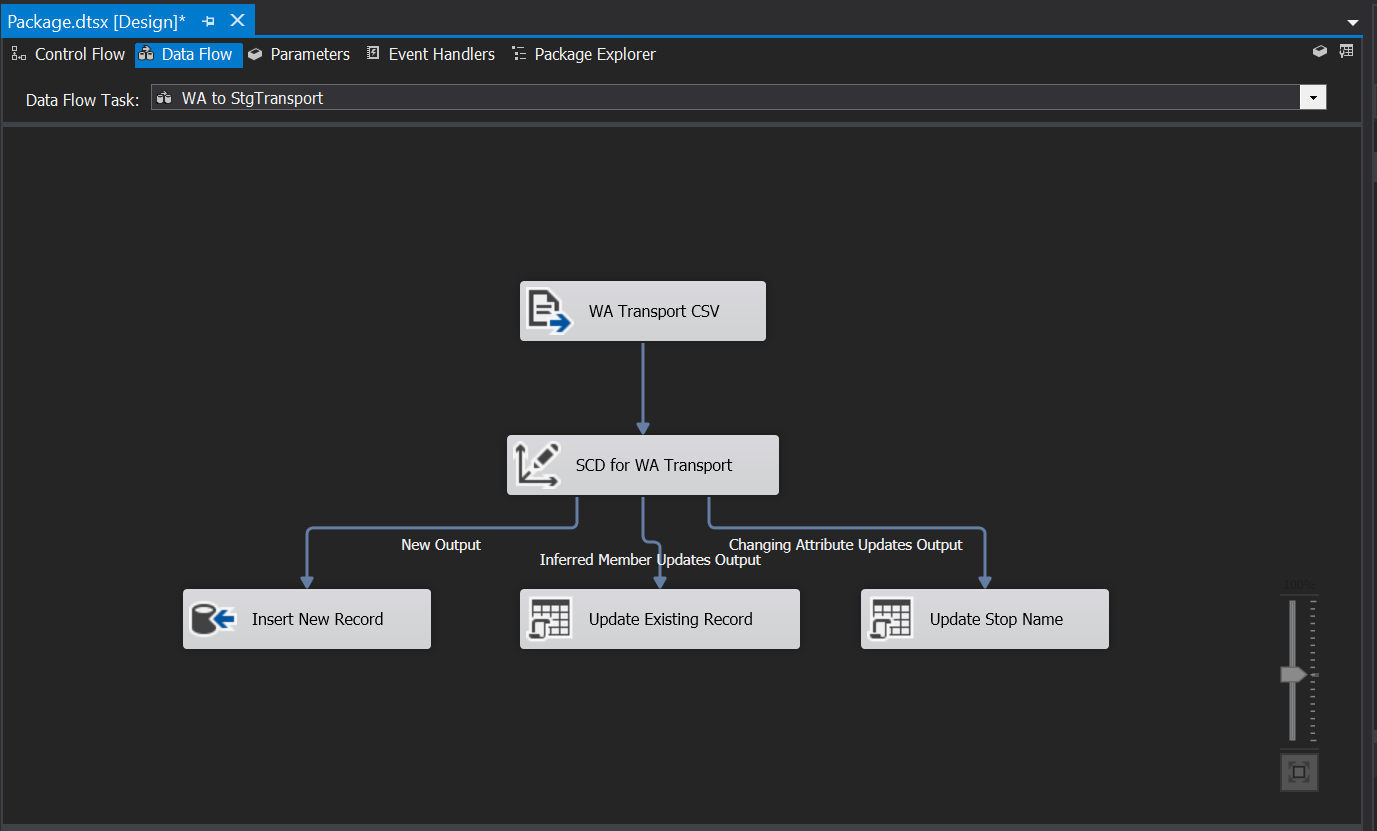 Package.dtsx [Design]*
Control Flow Data Flow Parameters Event Handlers Package Explorer
Data Flow Task: WA to StgTransport
WA Transport CSV
SCD for WA Transport
New Output
Changing Attribute Updates Output
Inferred Member Updates Output
100%
Insert New Record
Update Existing Record
Update Stop Name